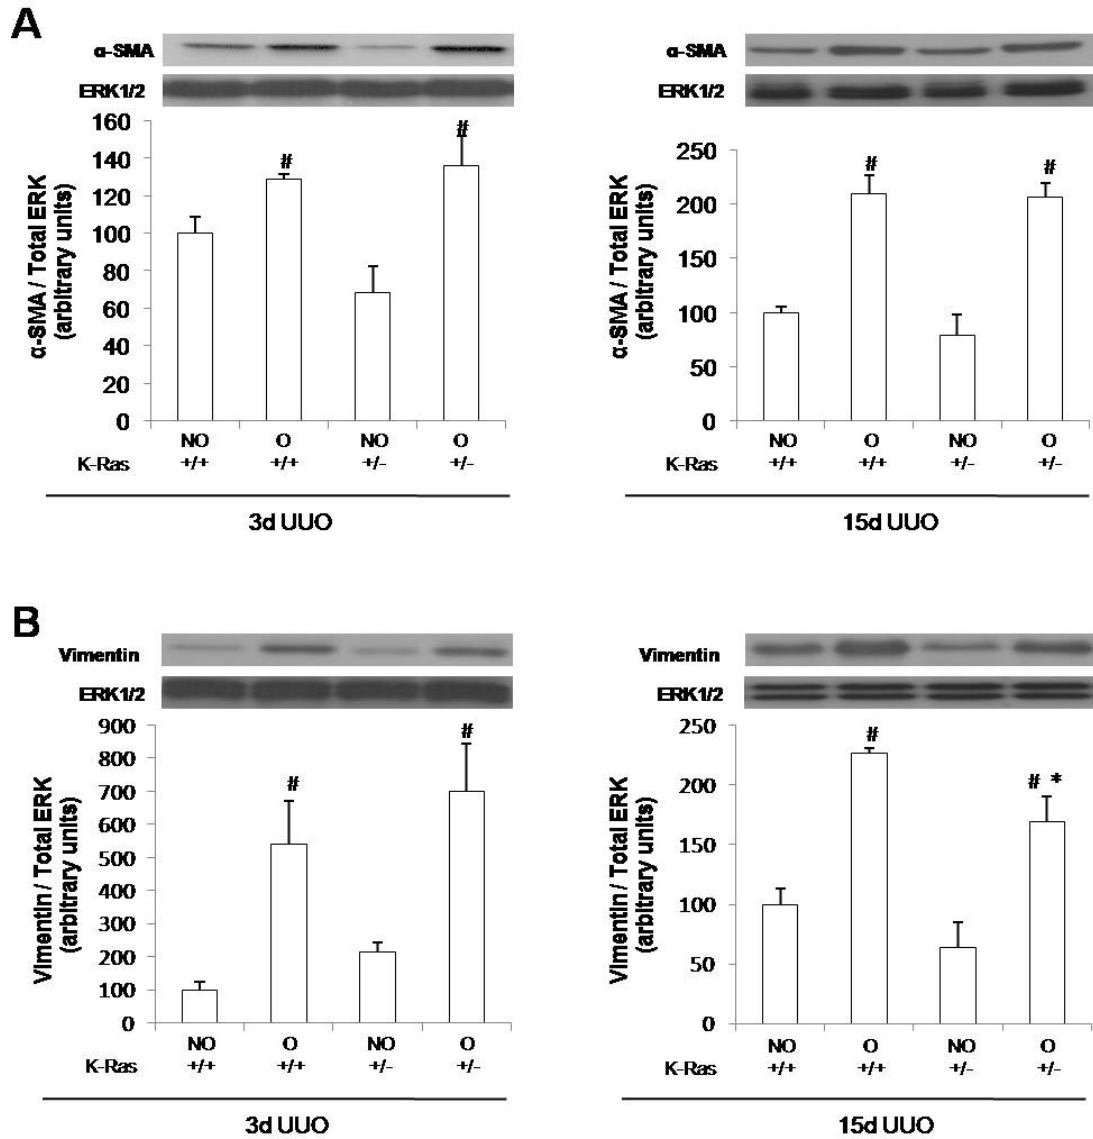 A
α-SMA
ERK1/2
160
140
120
100
80
60
40
20
0
α-SMA / Total ERK
(arbitrary units)
# #
NO O NO O
K-Ras +/+ +/+ +/- +/-
3d UUO
α-SMA
ERK1/2
250
200
150
100
50
0
α-SMA / Total ERK
(arbitrary units)
# #
NO O NO O
K-Ras +/+ +/+ +/- +/-
15d UUO
B
Vimentin
ERK1/2
900
800
700
600
500
400
300
200
100
0
Vimentin / Total ERK
(arbitrary units)
# #
NO O NO O
K-Ras +/+ +/+ +/- +/-
3d UUO
Vimentin
ERK1/2
250
200
150
100
50
0
Vimentin / Total ERK
(arbitrary units)
# # *
NO O NO O
K-Ras +/+ +/+ +/- +/-
15d UUO